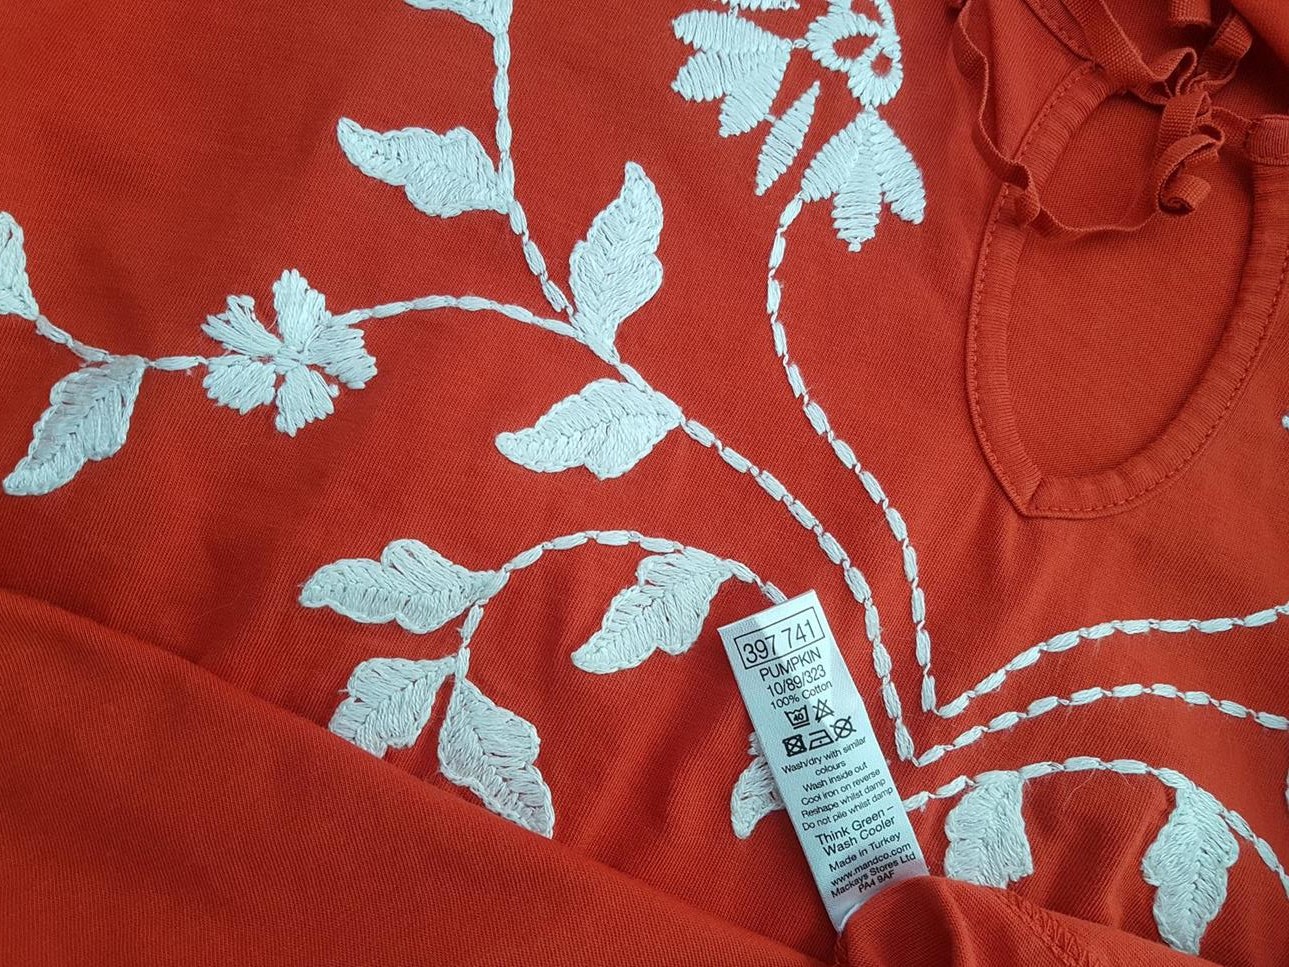 397 741
PUMPKIN
10/89/323
100% Cotton
40
Wash/dry with similar
colours
Wash inside out
Cool iron on reverse
Reshape whilst damp
Do not pile whilst damp
Think Green –
Wash Cooler
Made in Turkey
www.mandco.com
Mackays Stores Ltd
PA4 9AF